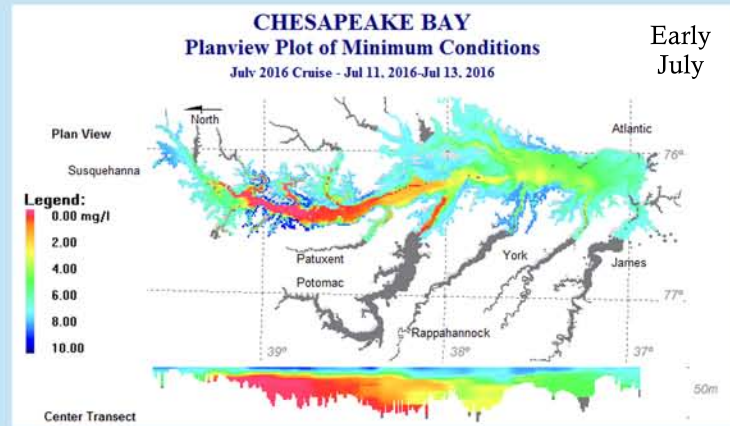 CHESAPEAKE BAY
Planview Plot of Minimum Conditions
July 2016 Cruise - Jul 11, 2016-Jul 13, 2016
Early
July
North
Plan View
Atlantic
76°
Susquehanna
Legend:
0.00 mg/l
2.00
4.00
6.00
8.00
10.00
Patuxent
York
James
Potomac
77°
Rappahannock
39°
38°
37°
50m
Center Transect